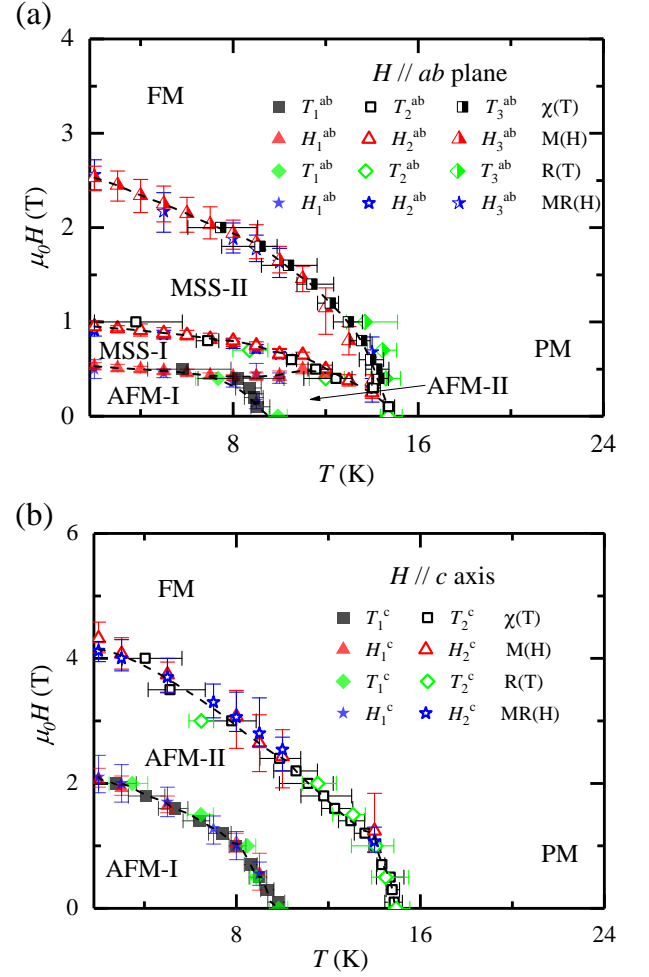 (a)
4
3
2
1
0
μ₀H (T)
FM
H // ab plane
T₁ᵃᵇ T₂ᵃᵇ T₃ᵃᵇ χ(T)
H₁ᵃᵇ H₂ᵃᵇ H₃ᵃᵇ M(H)
T₁ᵃᵇ T₂ᵃᵇ T₃ᵃᵇ R(T)
H₁ᵃᵇ H₂ᵃᵇ H₃ᵃᵇ MR(H)
MSS-II
MSS-I
PM
AFM-I
AFM-II
8 16 24
T (K)
(b)
6
4
2
0
μ₀H (T)
FM
H // c axis
T₁ᶜ T₂ᶜ χ(T)
H₁ᶜ H₂ᶜ M(H)
T₁ᶜ T₂ᶜ R(T)
H₁ᶜ H₂ᶜ MR(H)
AFM-II
AFM-I
PM
8 16 24
T (K)